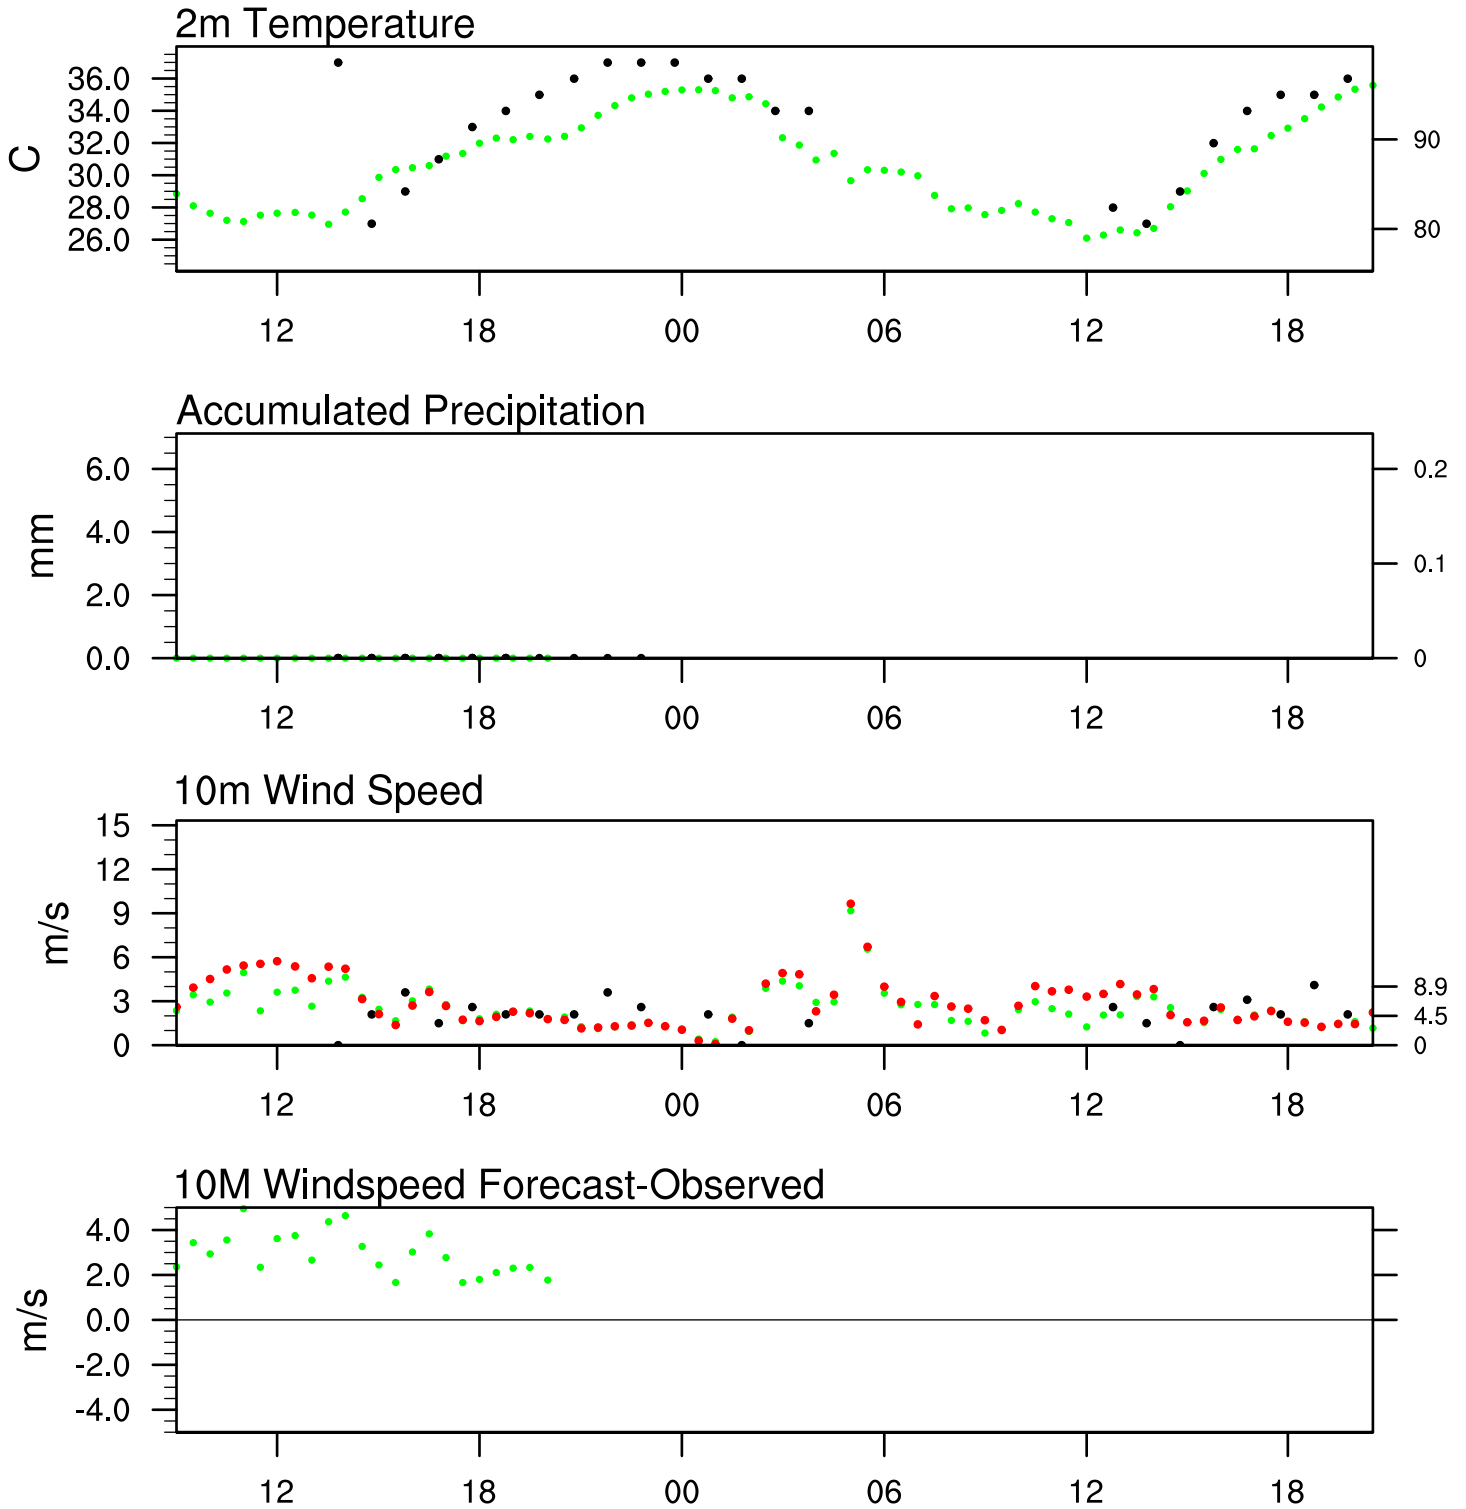 2m Temperature
36.0
34.0
32.0
30.0
28.0
26.0
C
90
80
12 18 00 06 12 18
Accumulated Precipitation
6.0
4.0
2.0
0.0
mm
0.2
0.1
0
12 18 00 06 12 18
10m Wind Speed
15
12
9
6
3
0
m/s
8.9
4.5
0
12 18 00 06 12 18
10M Windspeed Forecast-Observed
4.0
2.0
0.0
-2.0
-4.0
m/s
12 18 00 06 12 18